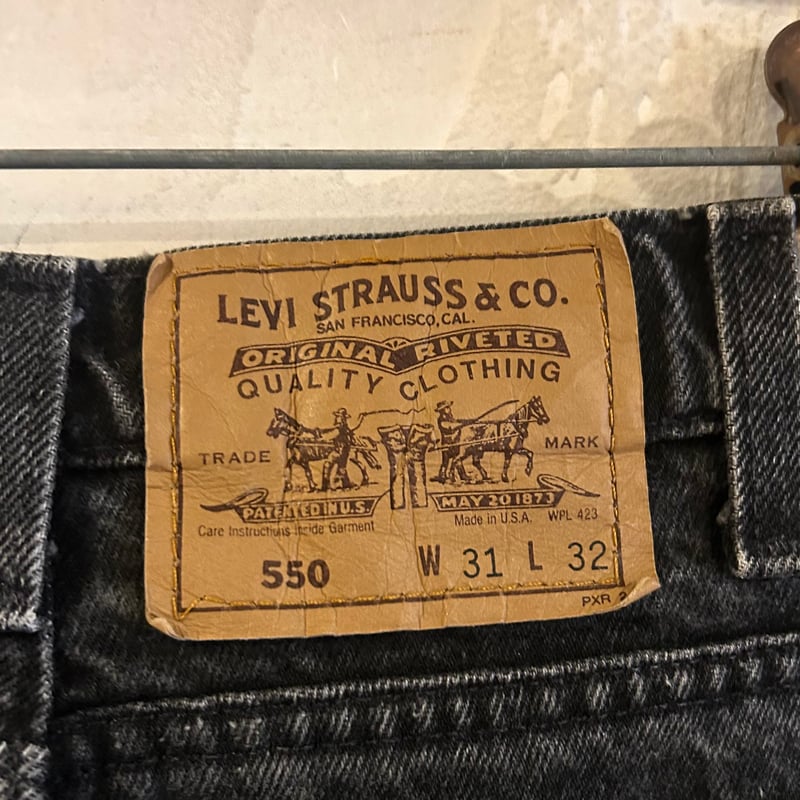 LEVI STRAUSS & CO.
SAN FRANCISCO, CAL.
ORIGINAL RIVETED
QUALITY CLOTHING
TRADE MARK
PATENTED IN U.S. MAY 20 1873
Care Instructions Inside Garment Made in U.S.A. WPL 423
550 W 31 L 32
PXR